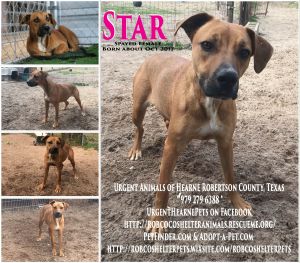 STAR
SPAYED FEMALE
BORN ABOUT OCT 2017
URGENT ANIMALS OF HEARNE ROBERTSON COUNTY, TEXAS
*979 279 6388*
URGENTHEARNEPETS ON FACEBOOK
HTTP://ROBCOCOSHELTERANIMALS.RESCUEME.ORG/
PETFINDER.COM & ADOPT-A-PET.COM
HTTP://ROBCOSHELTERPETS.WIXSITE.COM/ROBCOSHELTERPETS